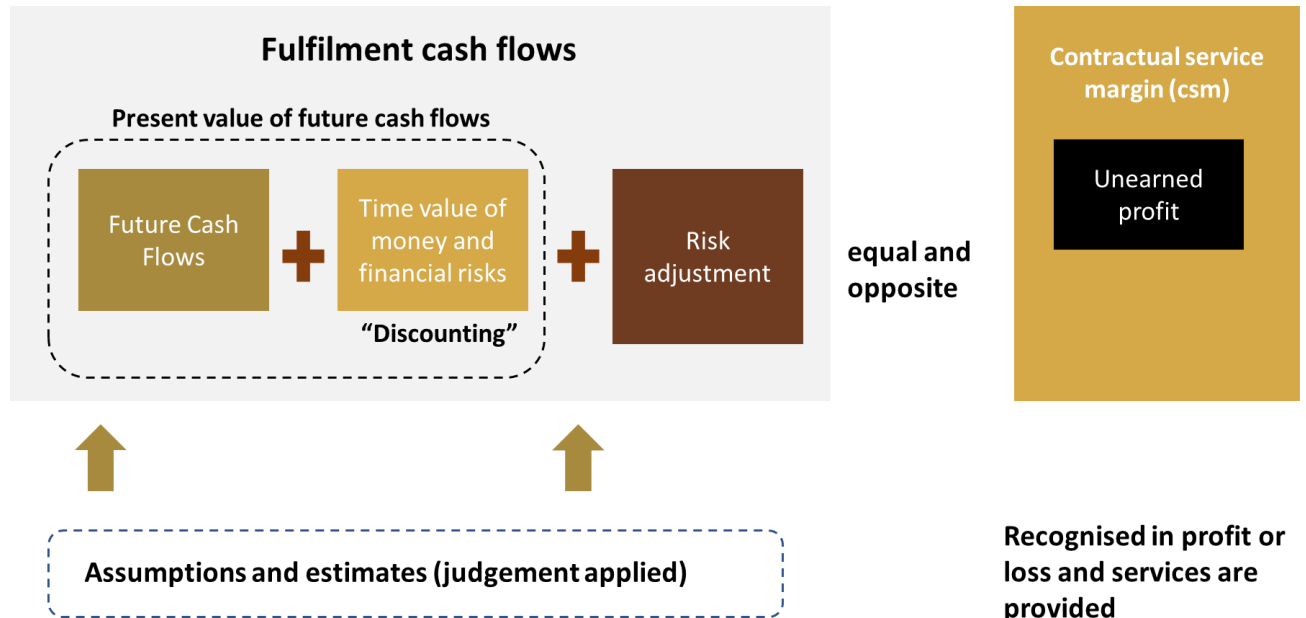 Fulfilment cash flows
Present value of future cash flows
Future Cash
Flows
Time value of
money and
financial risks
Risk
adjustment
“Discounting”
equal and
opposite
Contractual service
margin (csm)
Unearned
profit
Assumptions and estimates (judgement applied)
Recognised in profit or
loss and services are
provided